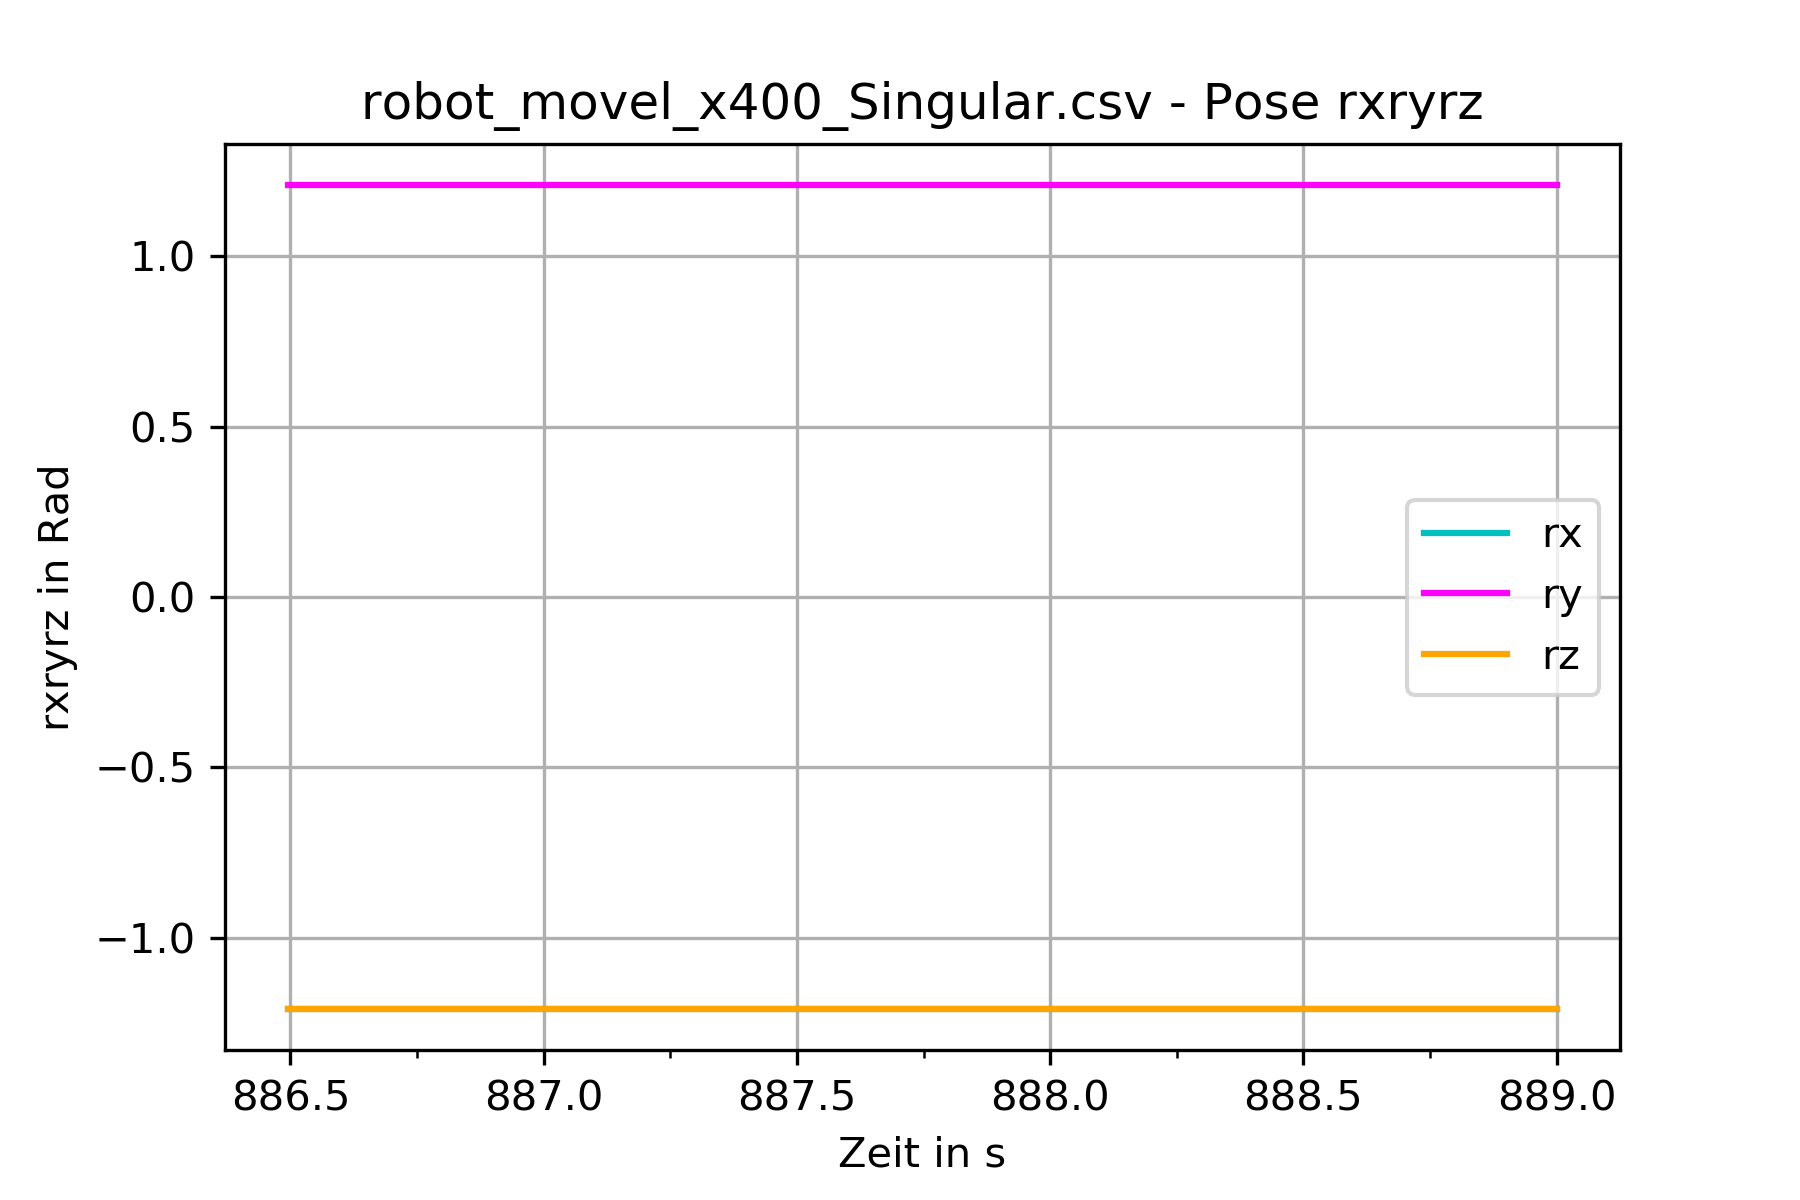 robot_movel_x400_Singular.csv - Pose rxryrz
rxryrz in Rad
1.0
0.5
0.0
−0.5
−1.0
rx
ry
rz
886.5 887.0 887.5 888.0 888.5 889.0
Zeit in s